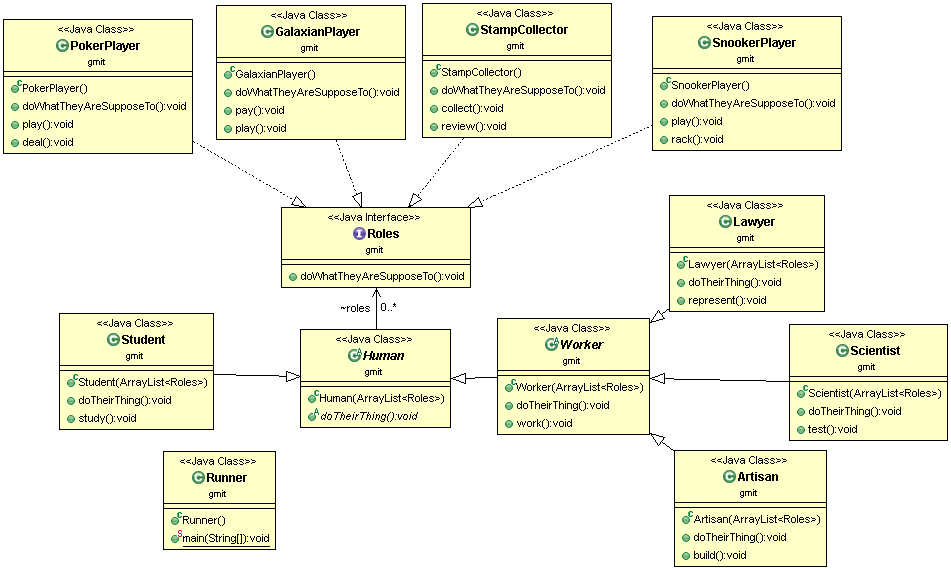 <<Java Class>>
PokerPlayer
gmit
PokerPlayer()
doWhatTheyAreSupposeTo():void
play():void
deal():void
<<Java Class>>
GalaxianPlayer
gmit
GalaxianPlayer()
doWhatTheyAreSupposeTo():void
pay():void
play():void
<<Java Class>>
StampCollector
gmit
StampCollector()
doWhatTheyAreSupposeTo():void
collect():void
review():void
<<Java Class>>
SnookerPlayer
gmit
SnookerPlayer()
doWhatTheyAreSupposeTo():void
play():void
rack():void
<<Java Interface>>
Roles
gmit
doWhatTheyAreSupposeTo():void
<<Java Class>>
Lawyer
gmit
Lawyer(ArrayList<Roles>)
doTheirThing():void
represent():void
~roles 0..*
<<Java Class>>
Student
gmit
Student(ArrayList<Roles>)
doTheirThing():void
study():void
<<Java Class>>
Human
gmit
Human(ArrayList<Roles>)
doTheirThing():void
<<Java Class>>
Worker
gmit
Worker(ArrayList<Roles>)
doTheirThing():void
work():void
<<Java Class>>
Scientist
gmit
Scientist(ArrayList<Roles>)
doTheirThing():void
test():void
<<Java Class>>
Runner
gmit
Runner()
main(String[]):void
<<Java Class>>
Artisan
gmit
Artisan(ArrayList<Roles>)
doTheirThing():void
build():void